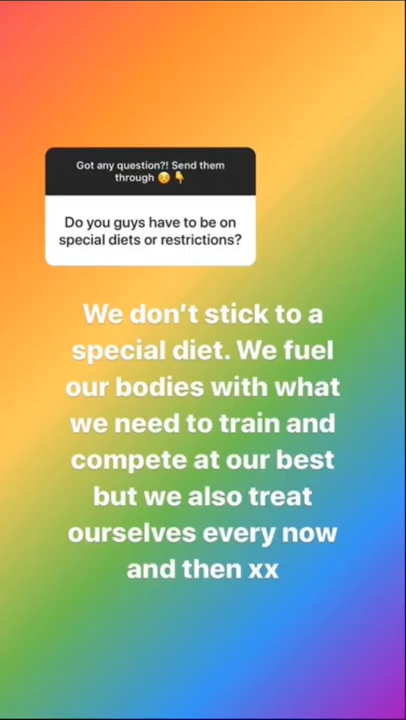 Got any question?! Send them
through ☺️👇
Do you guys have to be on
special diets or restrictions?
We don't stick to a
special diet. We fuel
our bodies with what
we need to train and
compete at our best
but we also treat
ourselves every now
and then xx